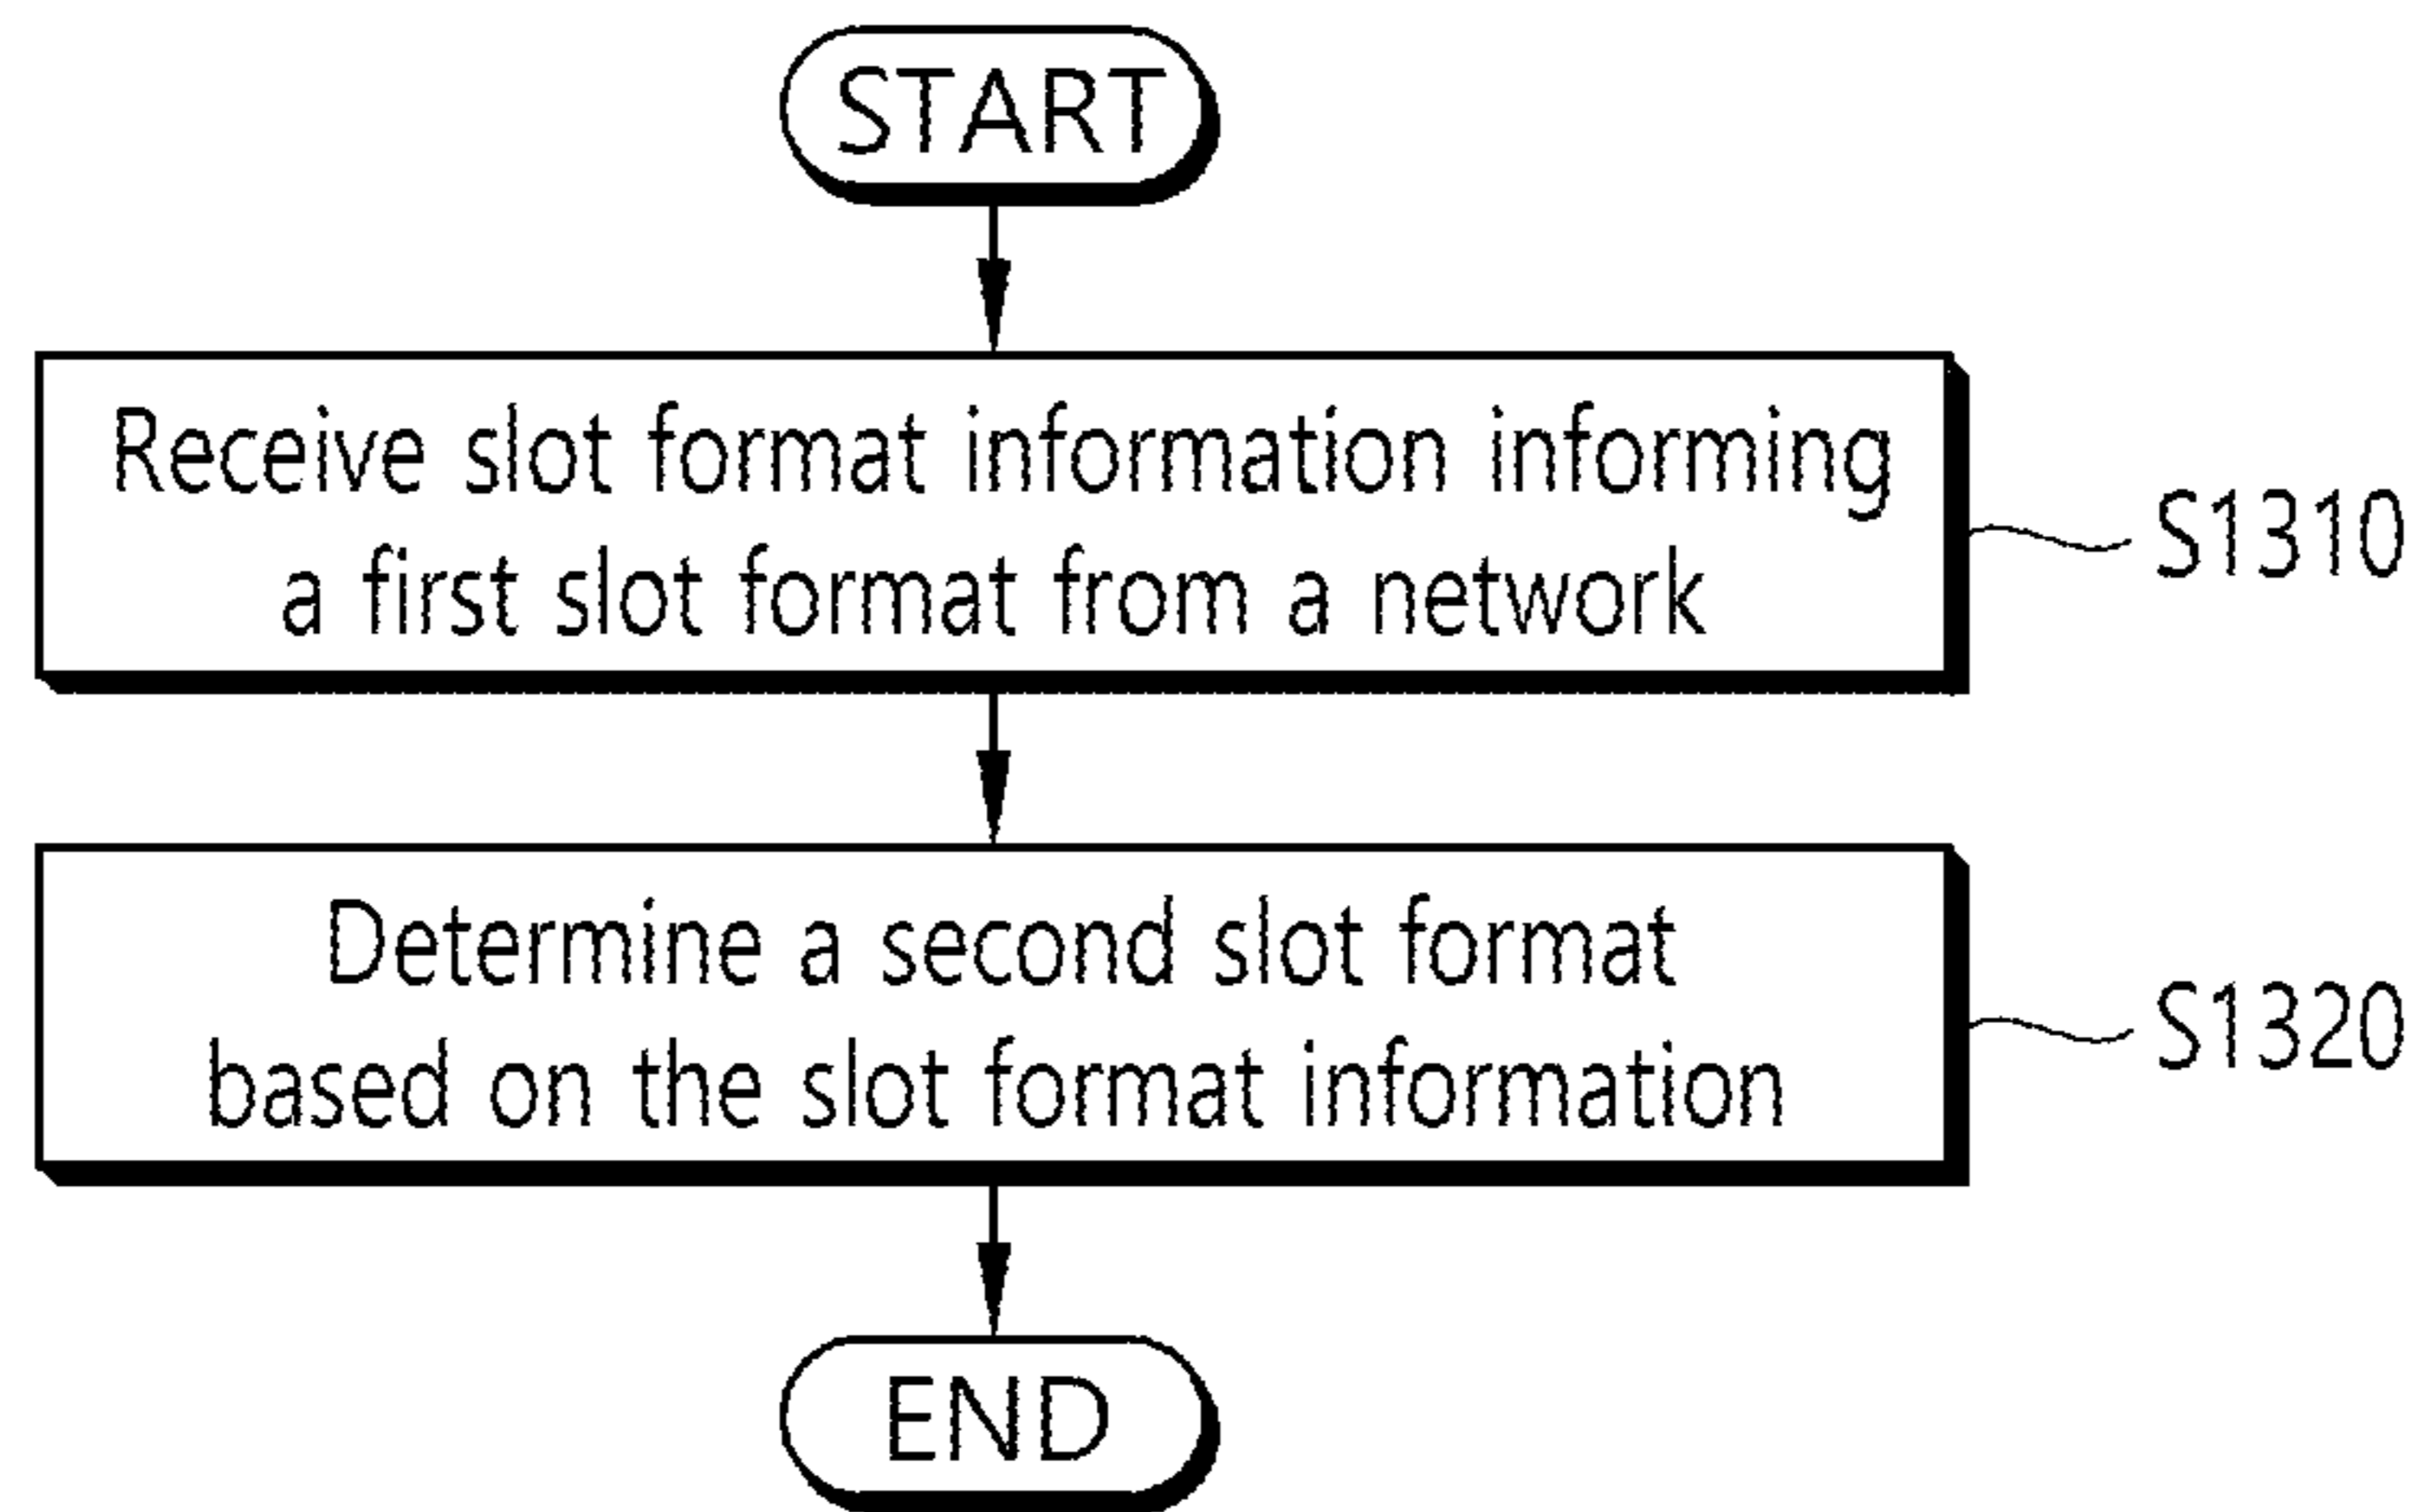 START
Receive slot format information informing
a first slot format from a network
S1310
Determine a second slot format
based on the slot format information
S1320
END